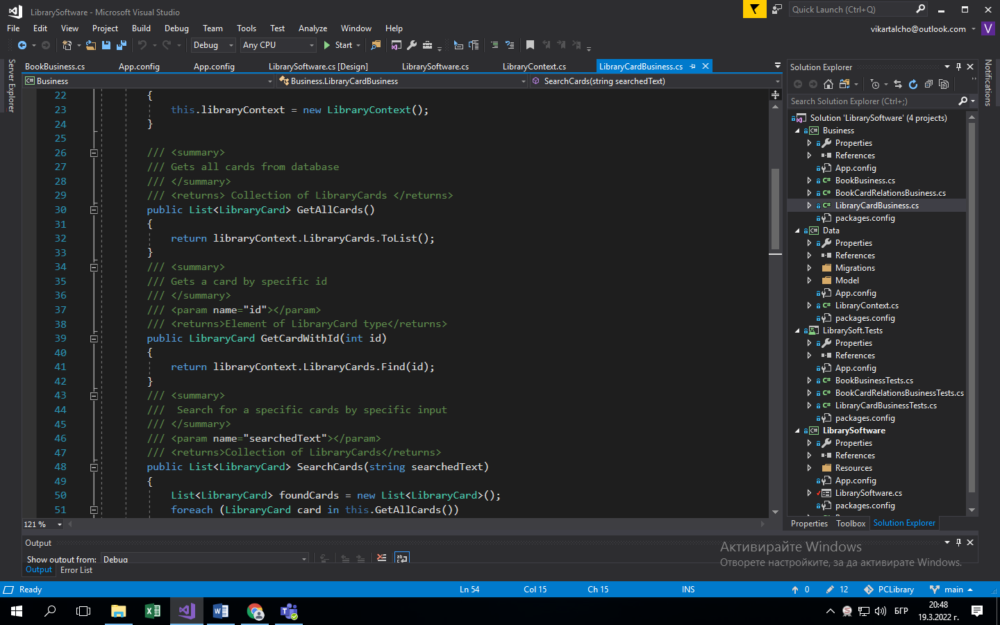 LibrarySoftware - Microsoft Visual Studio
Quick Launch (Ctrl+Q)
File Edit View Project Build Debug Team Tools Test Analyze Window Help
vikartalcho@outlook.com V
Debug Any CPU Start
Server Explorer
BookBusiness.cs App.config App.config LibrarySoftware.cs [Design] LibrarySoftware.cs LibraryContext.cs LibraryCardBusiness.cs
Business Business.LibraryCardBusiness SearchCards(string searchedText)
22 {
23 this.libraryContext = new LibraryContext();
24 }
25
26 /// <summary>
27 /// Gets all cards from database
28 /// </summary>
29 /// <returns> Collection of LibraryCards </returns>
30 public List<LibraryCard> GetAllCards()
31 {
32 return libraryContext.LibraryCards.ToList();
33 }
34 /// <summary>
35 /// Gets a card by specific id
36 /// </summary>
37 /// <param name="id"></param>
38 /// <returns>Element of LibraryCard type</returns>
39 public LibraryCard GetCardWithId(int id)
40 {
41 return libraryContext.LibraryCards.Find(id);
42 }
43 /// <summary>
44 /// Search for a specific cards by specific input
45 /// </summary>
46 /// <param name="searchedText"></param>
47 /// <returns>Collection of LibraryCards</returns>
48 public List<LibraryCard> SearchCards(string searchedText)
49 {
50 List<LibraryCard> foundCards = new List<LibraryCard>();
51 foreach (LibraryCard card in this.GetAllCards())
121 %
Solution Explorer
Search Solution Explorer (Ctrl+;)
Solution 'LibrarySoftware' (4 projects)
C# Business
Properties
References
App.config
C# BookBusiness.cs
C# BookCardRelationsBusiness.cs
C# LibraryCardBusiness.cs
packages.config
C# Data
Properties
References
Migrations
Model
App.config
C# LibraryContext.cs
packages.config
LibrarySoft.Tests
Properties
References
App.config
C# BookBusinessTests.cs
C# BookCardRelationsBusinessTests.cs
C# LibraryCardBusinessTests.cs
packages.config
C# LibrarySoftware
Properties
References
Resources
App.config
LibrarySoftware.cs
packages.config
Properties Toolbox Solution Explorer
Notifications
Output
Show output from: Debug
Output Error List
Активирайте Windows
Отворете настройките, за да активирате Windows.
Ready Ln 54 Col 15 Ch 15 INS 0 12 PCLibrary main
БГР 20:48
19.3.2022 г.